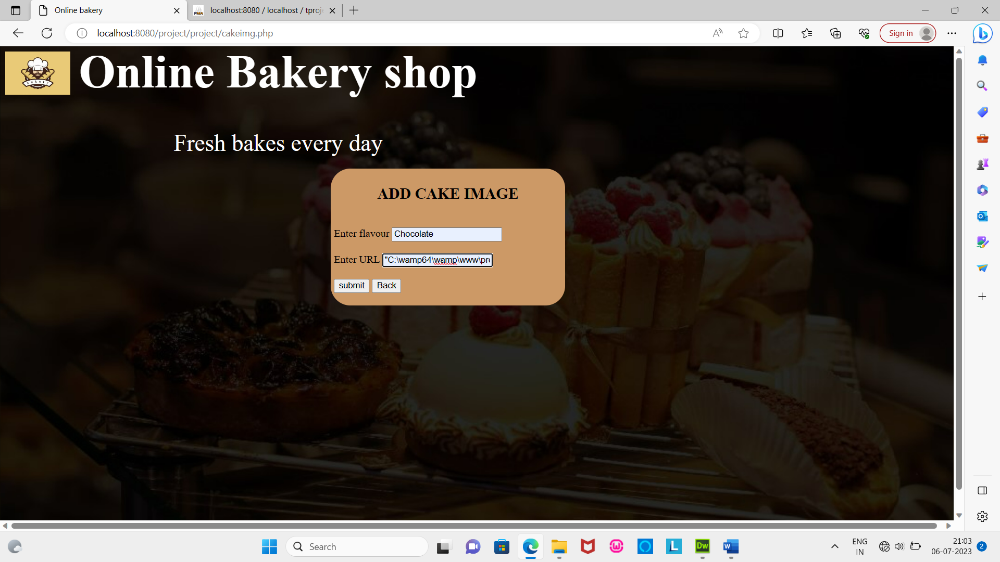 Online bakery
localhost:8080 / localhost / tproj
localhost:8080/project/project/cakeimg.php
Sign in
bakery
Online Bakery shop
Fresh bakes every day
ADD CAKE IMAGE
Enter flavour Chocolate
Enter URL "C:\wamp64\wamp\www\pro
submit Back
Search
ENG
IN
21:03
06-07-2023
2